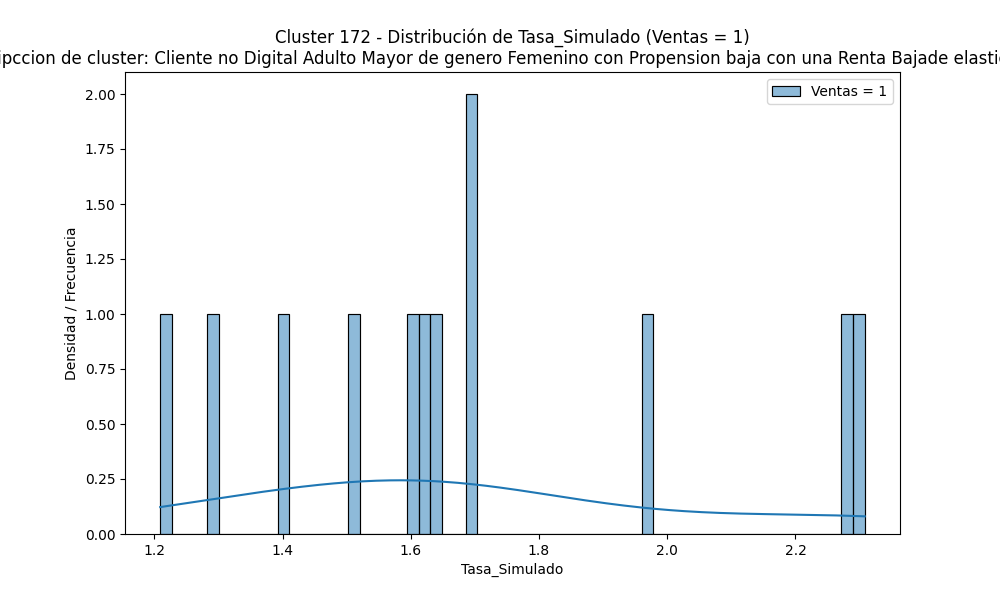 Cluster 172 - Distribución de Tasa_Simulado (Ventas = 1)
ipccion de cluster: Cliente no Digital Adulto Mayor de genero Femenino con Propension baja con una Renta Bajade elasti
Ventas = 1
Densidad / Frecuencia
2.00
1.75
1.50
1.25
1.00
0.75
0.50
0.25
0.00
1.2 1.4 1.6 1.8 2.0 2.2
Tasa_Simulado